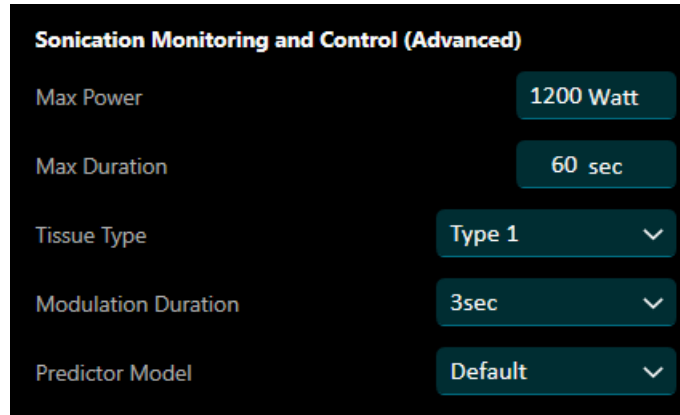 Sonication Monitoring and Control (Advanced)
Max Power 1200 Watt
Max Duration 60 sec
Tissue Type Type 1
Modulation Duration 3sec
Predictor Model Default